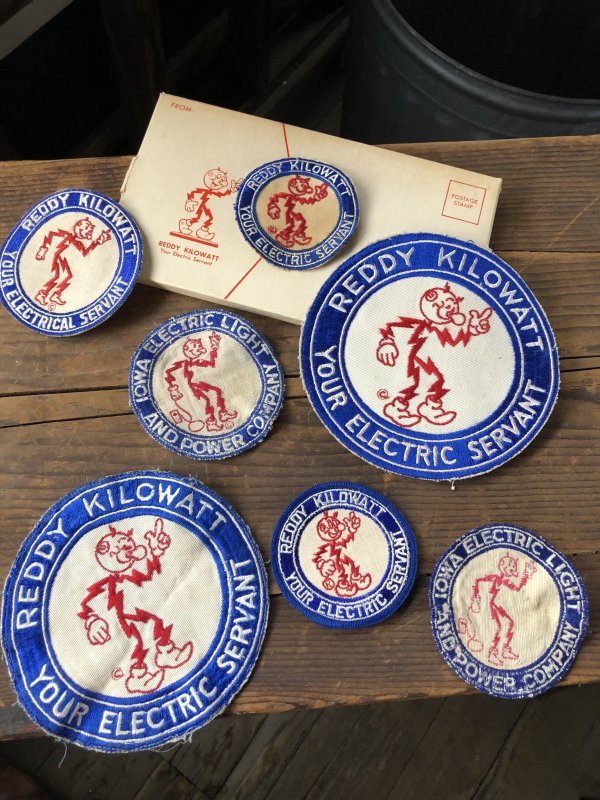 FROM:
POSTAGE
STAMP
REDDY KILOWATT
Your Electric Servant
REDDY KILOWATT
YOUR ELECTRIC SERVANT
REDDY KILOWATT
YOUR ELECTRICAL SERVANT
REDDY KILOWATT
YOUR ELECTRIC SERVANT
©
IOWA ELECTRIC LIGHT
AND POWER COMPANY
©
REDDY KILOWATT
YOUR ELECTRIC SERVANT
©
REDDY KILOWATT
YOUR ELECTRIC SERVANT
©
IOWA ELECTRIC LIGHT
AND POWER COMPANY